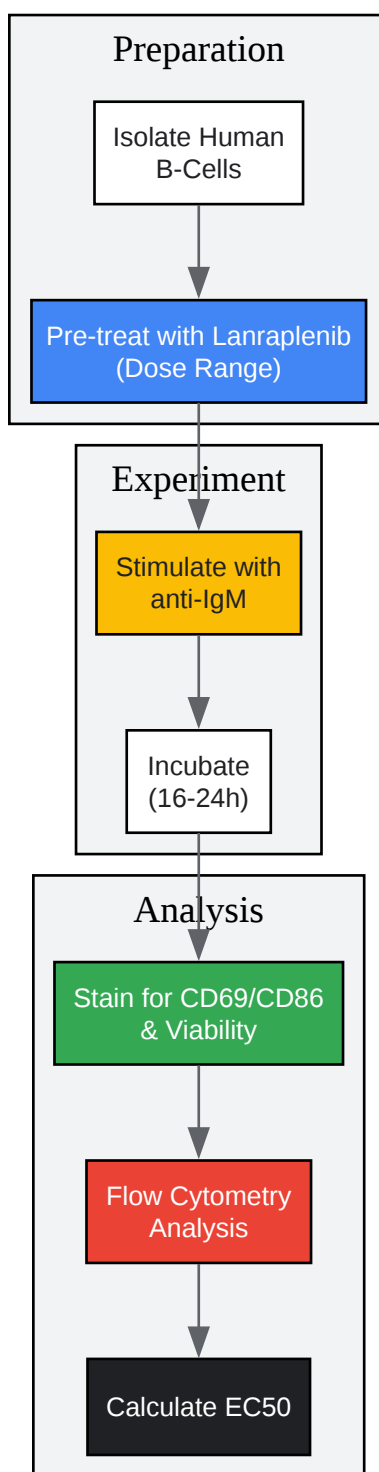 Preparation
Isolate Human
B-Cells
Pre-treat with Lanraplenib
(Dose Range)
Experiment
Stimulate with
anti-IgM
Incubate
(16-24h)
Analysis
Stain for CD69/CD86
& Viability
Flow Cytometry
Analysis
Calculate EC50